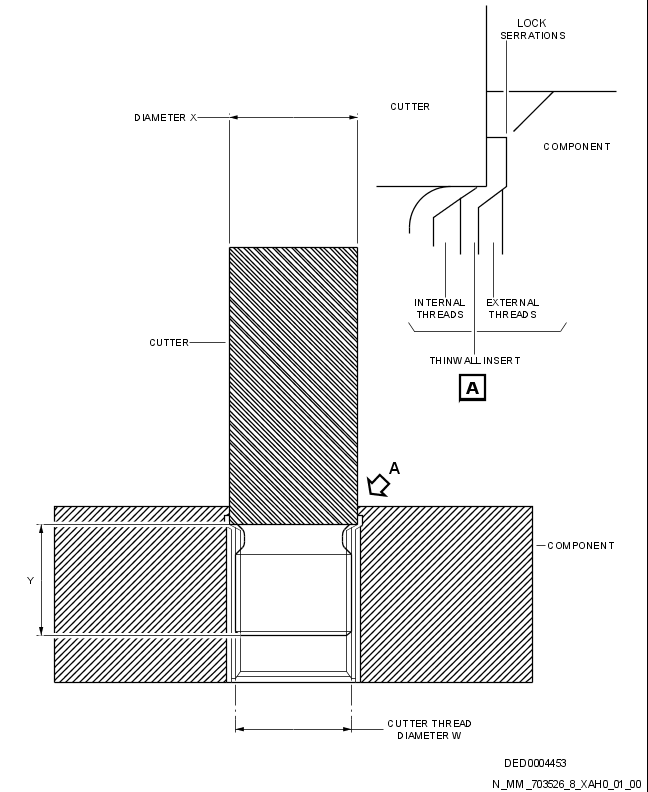 LOCK
SERRATIONS
CUTTER
DIAMETER X
COMPONENT
INTERNAL
THREADS
EXTERNAL
THREADS
CUTTER
THINWALL INSERT
A
A
COMPONENT
Y
CUTTER THREAD
DIAMETER W
DED0004453
N_MM_703526_8_XAH0_01_00